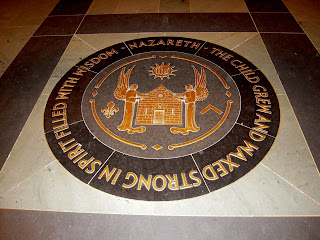 NAZARETH - THE CHILD GREW AND WAXED STRONG IN SPIRIT FILLED WITH WISDOM -